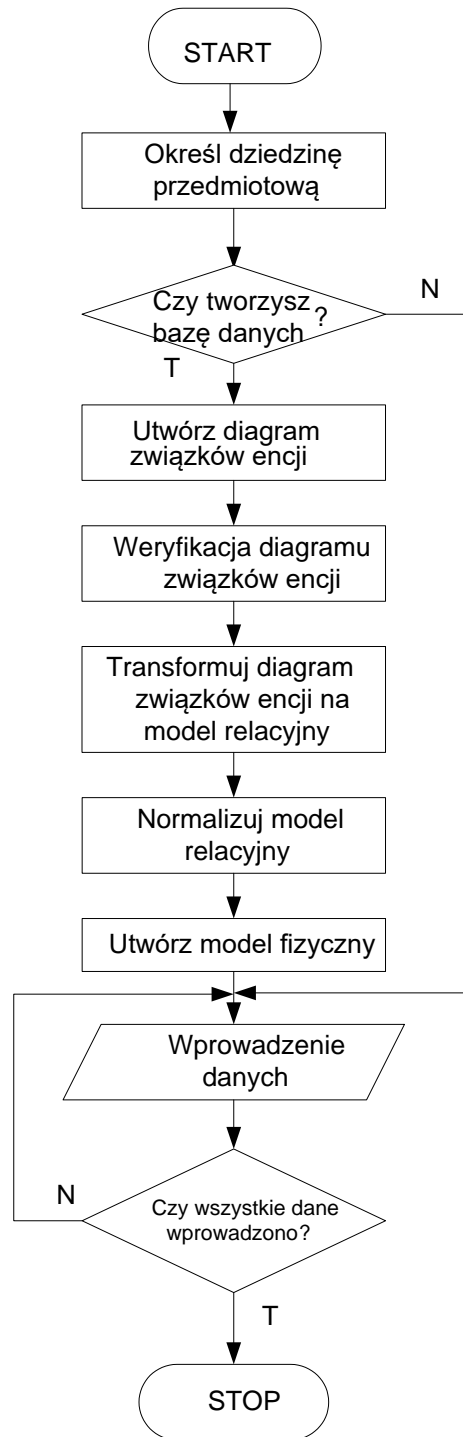 START
Określ dziedzinę
przedmiotową
Czy tworzysz
bazę danych ?
N
T
Utwórz diagram
związków encji
Weryfikacja diagramu
związków encji
Transformuj diagram
związków encji na
model relacyjny
Normalizuj model
relacyjny
Utwórz model fizyczny
Wprowadzenie
danych
N
Czy wszystkie dane
wprowadzono?
T
STOP